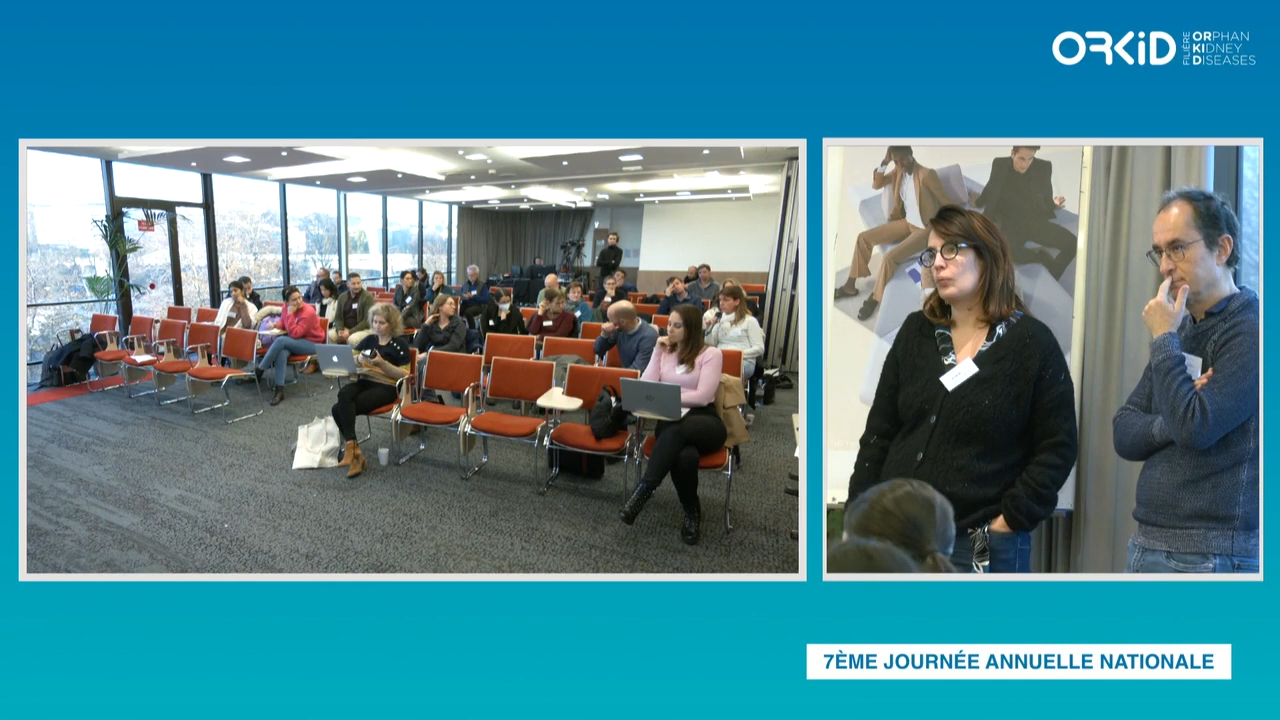 ORKiD
FILIÈRE
ORPHAN
KIDNEY
DISEASES
7ÈME JOURNÉE ANNUELLE NATIONALE